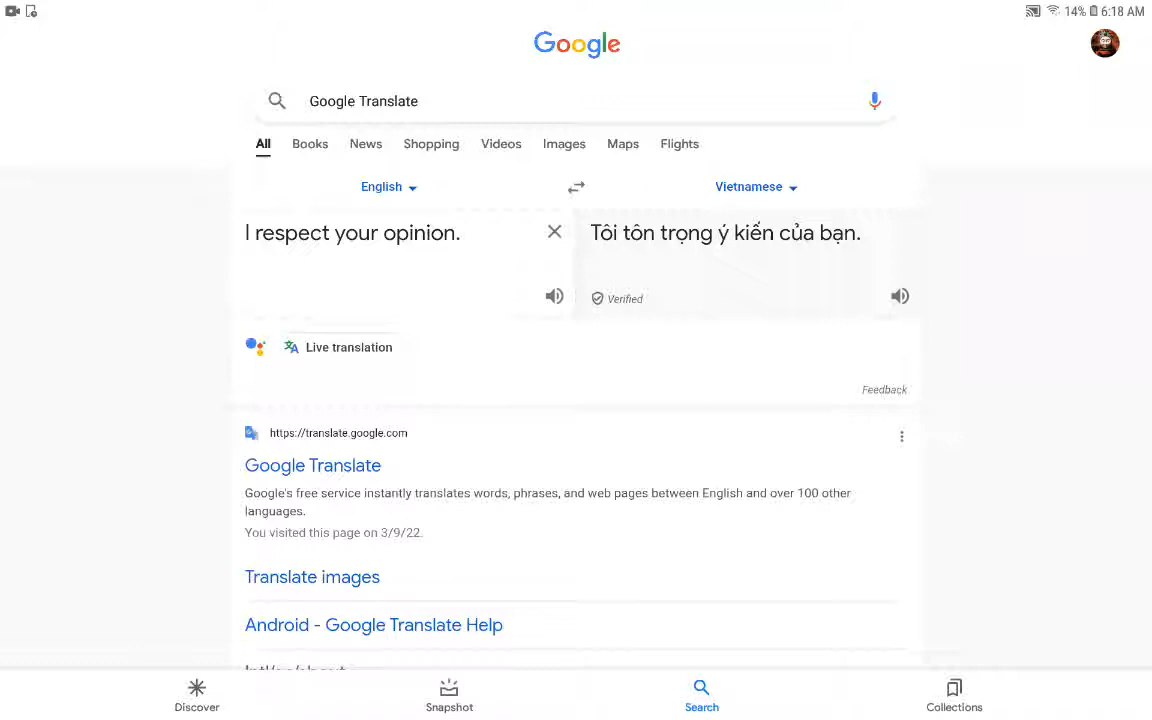 14% 6:18 AM
Google
Google Translate
All Books News Shopping Videos Images Maps Flights
English Vietnamese
I respect your opinion. Tôi tôn trọng ý kiến của bạn.
Verified
Live translation
Feedback
https://translate.google.com
Google Translate
Google's free service instantly translates words, phrases, and web pages between English and over 100 other
languages.
You visited this page on 3/9/22.
Translate images
Android - Google Translate Help
Discover Snapshot Search Collections